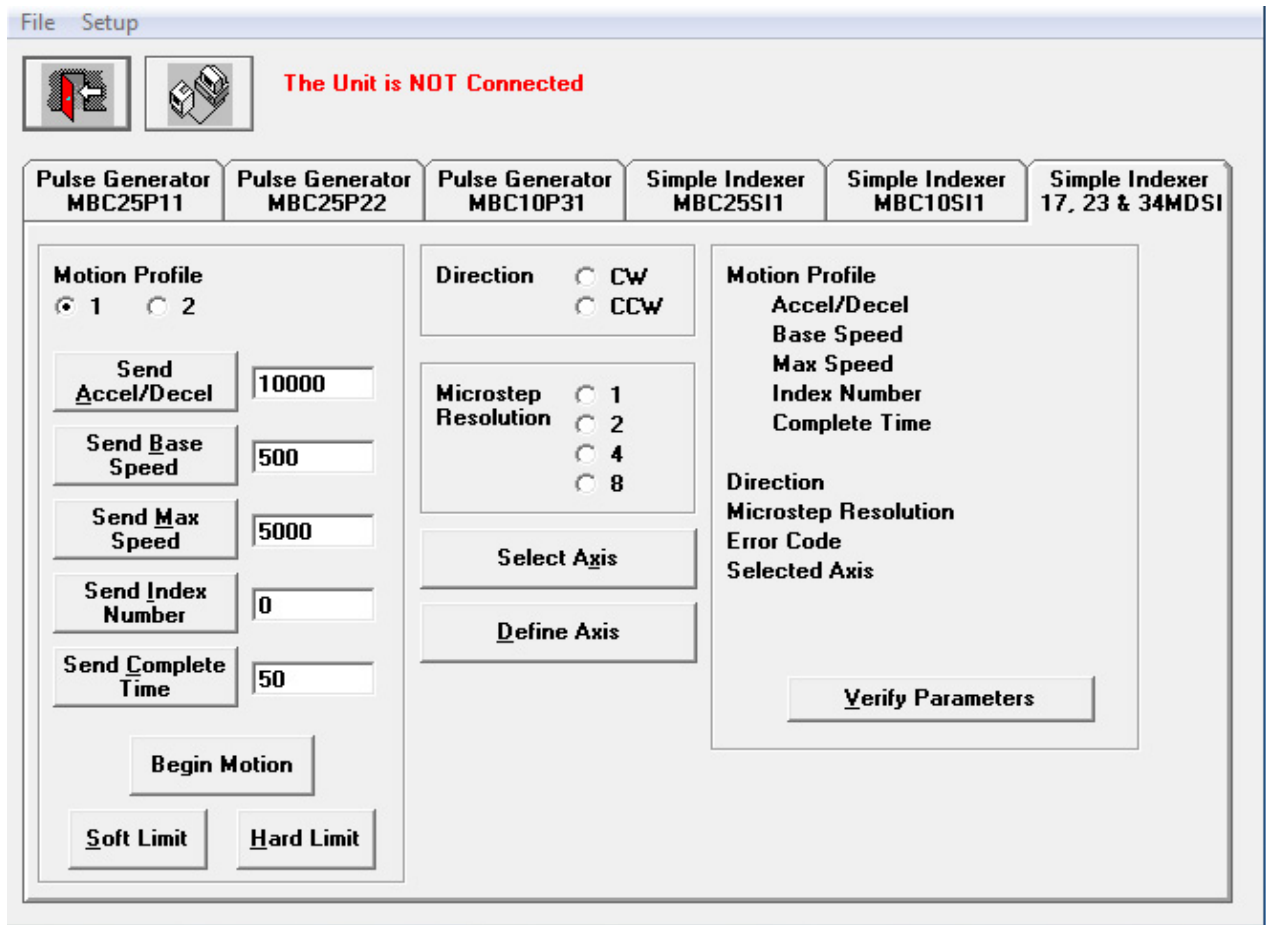 File Setup
The Unit is NOT Connected
Pulse Generator
MBC25P11
Pulse Generator
MBC25P22
Pulse Generator
MBC10P31
Simple Indexer
MBC25SI1
Simple Indexer
MBC10SI1
Simple Indexer
17, 23 & 34MDSI
Motion Profile
1 2
Send
Accel/Decel
10000
Send Base
Speed
500
Send Max
Speed
5000
Send Index
Number
0
Send Complete
Time
50
Begin Motion
Soft Limit
Hard Limit
Direction
CW
CCW
Microstep
Resolution
1
2
4
8
Select Axis
Define Axis
Motion Profile
Accel/Decel
Base Speed
Max Speed
Index Number
Complete Time
Direction
Microstep Resolution
Error Code
Selected Axis
Verify Parameters